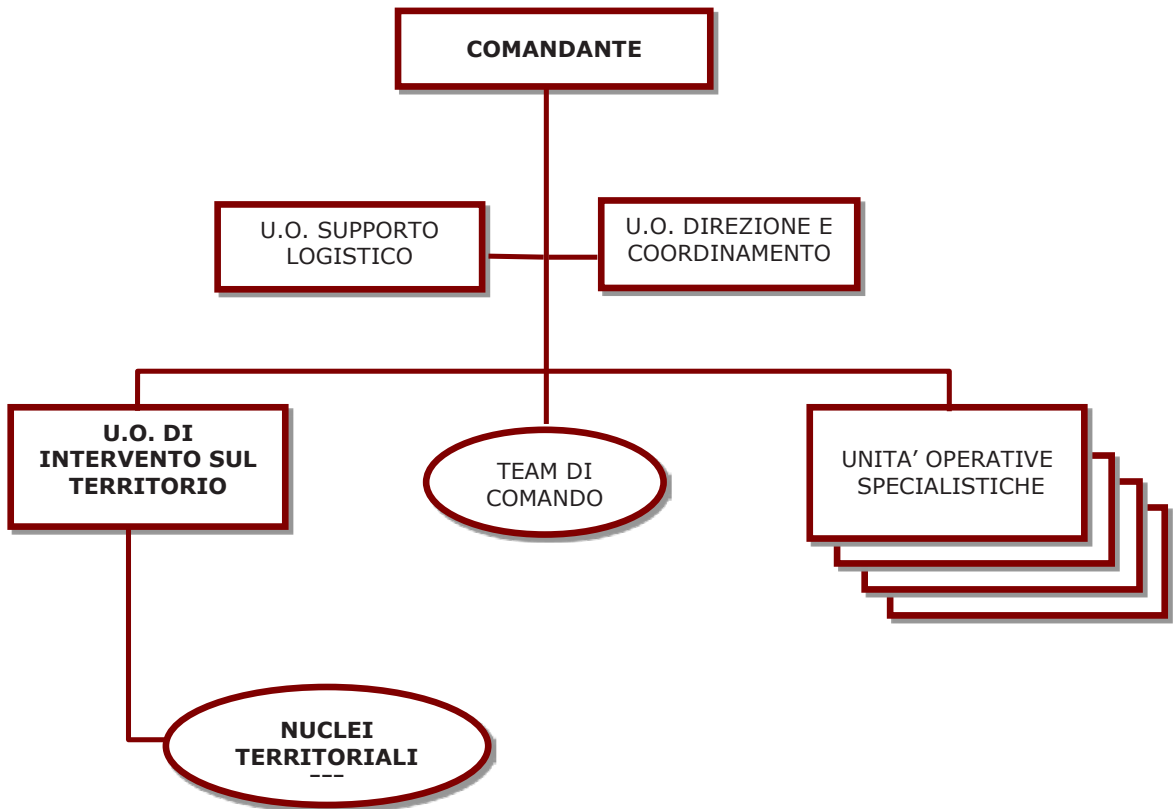 COMANDANTE
U.O. SUPPORTO
LOGISTICO
U.O. DIREZIONE E
COORDINAMENTO
U.O. DI
INTERVENTO SUL
TERRITORIO
TEAM DI
COMANDO
UNITA’ OPERATIVE
SPECIALISTICHE
NUCLEI
TERRITORIALI
---